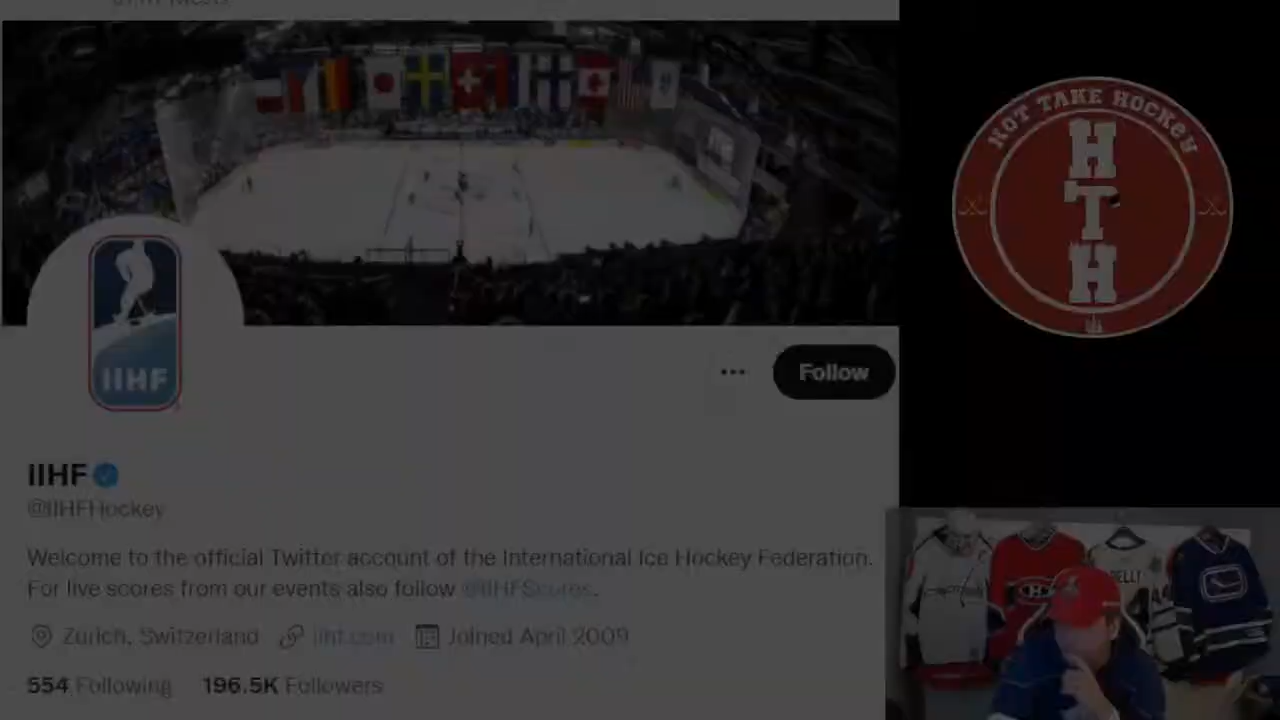 HOT TAKE HOCKEY
H
T
H
IIHF
Follow
IIHF
@IIHFHockey
Welcome to the official Twitter account of the International Ice Hockey Federation.
For live scores from our events also follow @IIHFScores.
Zurich, Switzerland iihf.com Joined April 2009
554 Following 196.5K Followers